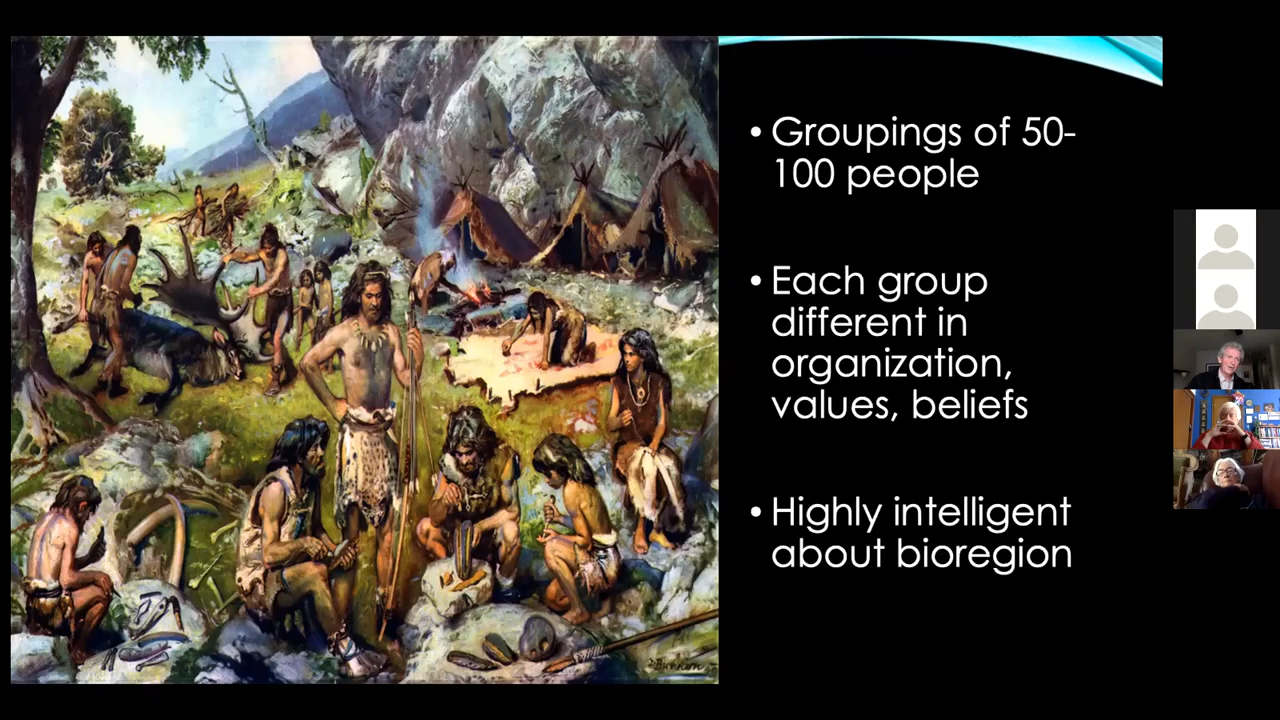 • Groupings of 50-
100 people
• Each group
different in
organization,
values, beliefs
• Highly intelligent
about bioregion